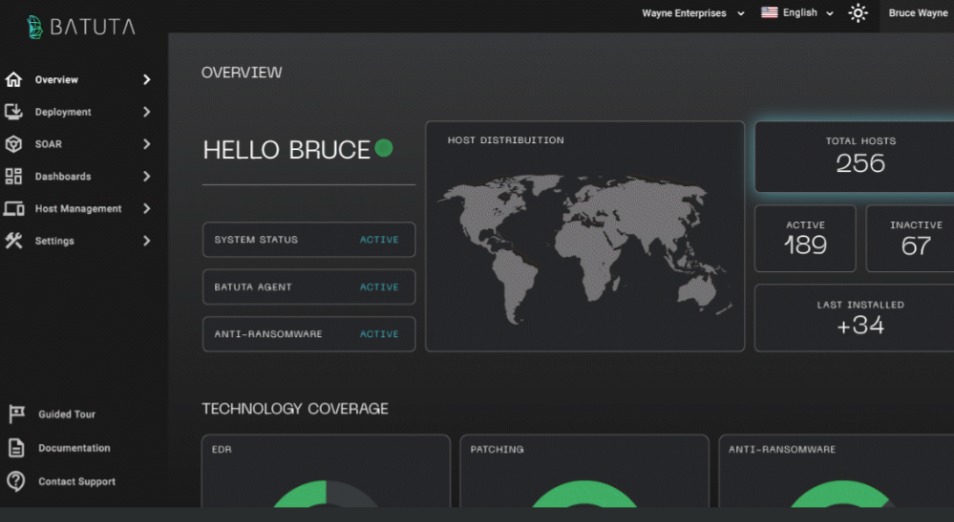 BATUTA
Wayne Enterprises
English
Bruce Wayne
Overview
Deployment
SOAR
Dashboards
Host Management
Settings
Guided Tour
Documentation
Contact Support
OVERVIEW
HELLO BRUCE
SYSTEM STATUS ACTIVE
BATUTA AGENT ACTIVE
ANTI-RANSOMWARE ACTIVE
HOST DISTRIBUITION
TOTAL HOSTS
256
ACTIVE
189
INACTIVE
67
LAST INSTALLED
+34
TECHNOLOGY COVERAGE
EDR
PATCHING
ANTI-RANSOMWARE